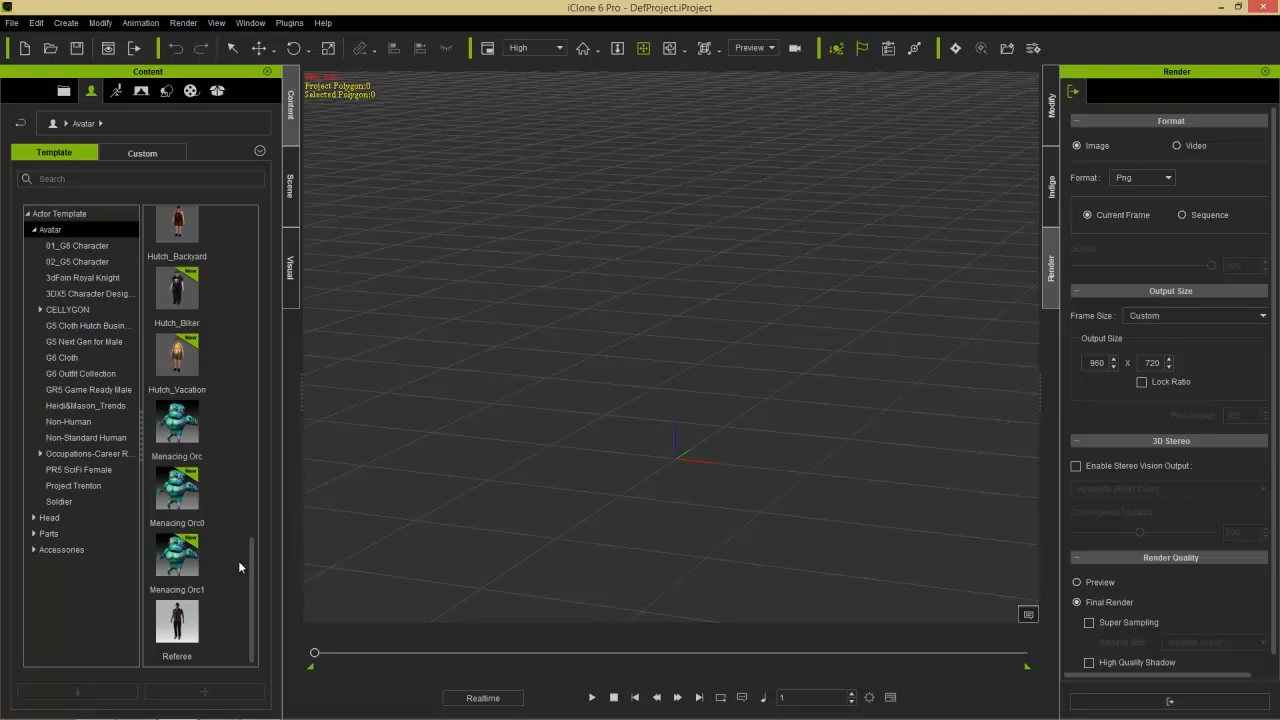 iClone 6 Pro - DefProject.iProject
File Edit Create Modify Animation Render View Window Plugins Help
High Preview
Content
Avatar
Template Custom
Search
Actor Template
Avatar
01_G6 Character
02_G5 Character
3dFoin Royal Knight
3DX5 Character Desig...
CELLYGON
G5 Cloth Hutch Busin...
G5 Next Gen for Male
G6 Cloth
G6 Outfit Collection
GR5 Game Ready Male
Heidi&Mason_Trends
Non-Human
Non-Standard Human
Occupations-Career R...
PR5 SciFi Female
Project Trenton
Soldier
Head
Parts
Accessories
Hutch_Backyard
New
Hutch_Biker
New
Hutch_Vacation
Menacing Orc
New
Menacing Orc0
New
Menacing Orc1
Referee
Content
Scene
Visual
Project Polygon:0
Selected Polygon:0
Realtime
1
Modify
Indigo
Render
Render
Format
Image Video
Format: Png
Current Frame Sequence
Output Size
Frame Size : Custom
Output Size
960 X 720
Lock Ratio
3D Stereo
Enable Stereo Vision Output :
Render Quality
Preview
Final Render
Super Sampling
High Quality Shadow